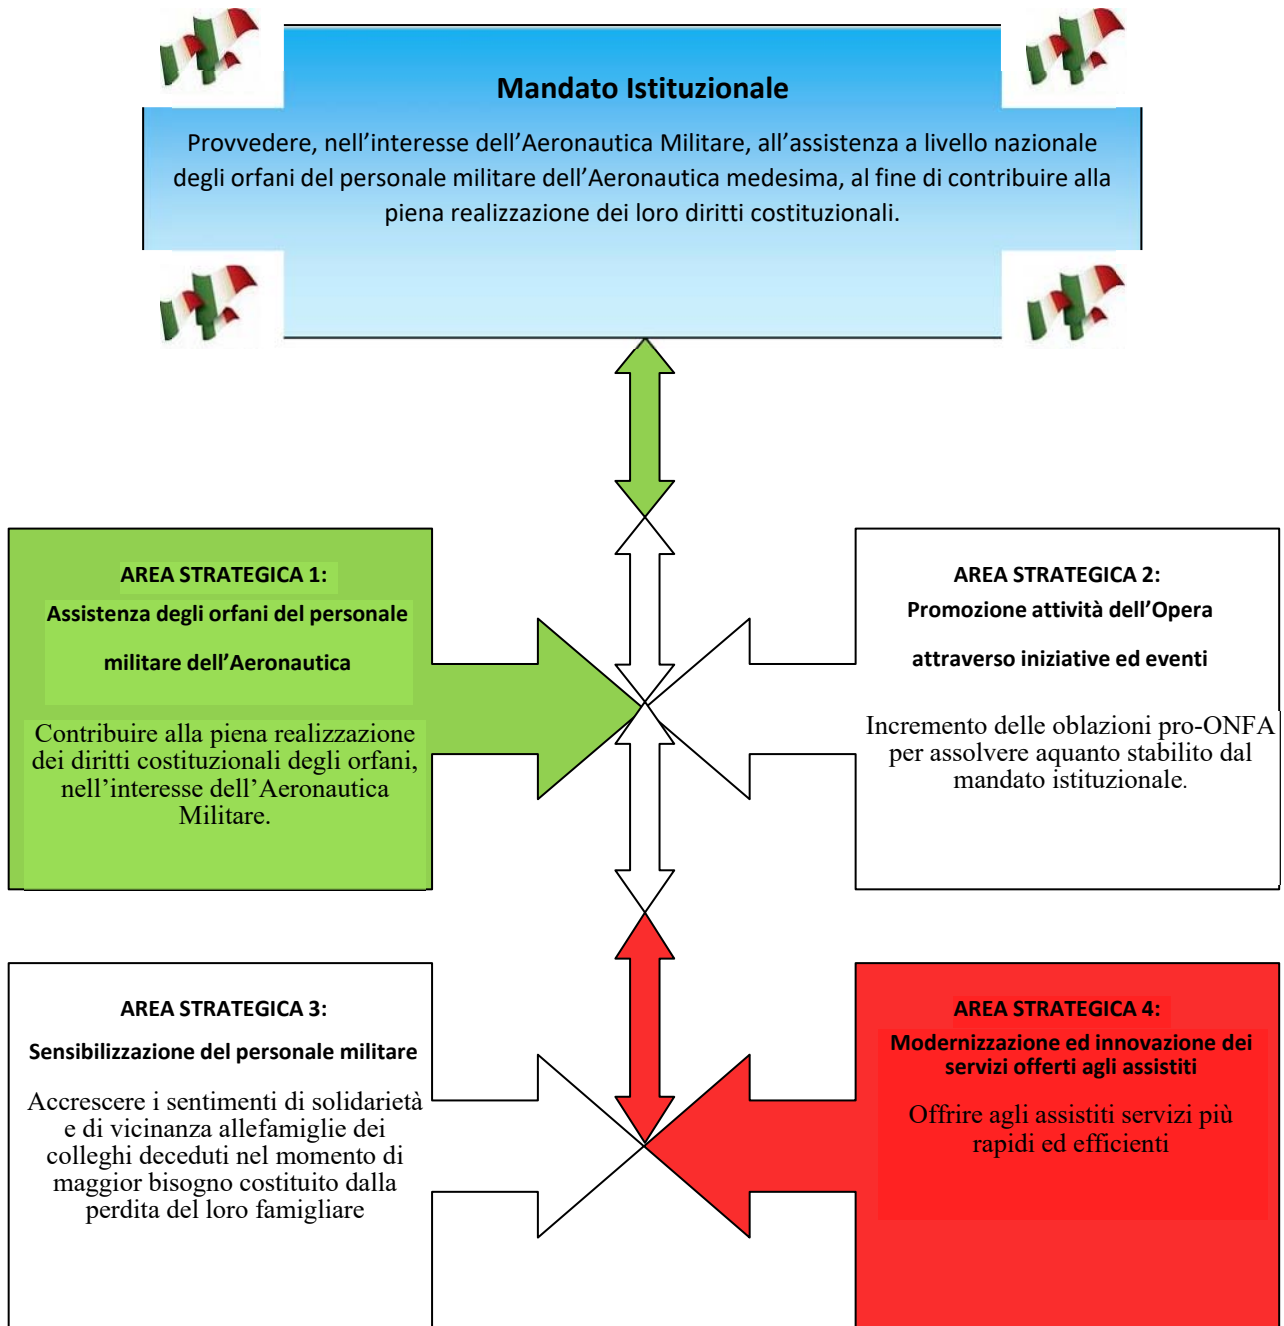 Mandato Istituzionale
Provvedere, nell’interesse dell’Aeronautica Militare, all’assistenza a livello nazionale
degli orfani del personale militare dell’Aeronautica medesima, al fine di contribuire alla
piena realizzazione dei loro diritti costituzionali.
AREA STRATEGICA 1:
Assistenza degli orfani del personale
militare dell’Aeronautica
Contribuire alla piena realizzazione
dei diritti costituzionali degli orfani,
nell’interesse dell’Aeronautica
Militare.
AREA STRATEGICA 2:
Promozione attività dell’Opera
attraverso iniziative ed eventi
Incremento delle oblazioni pro-ONFA
per assolvere aquanto stabilito dal
mandato istituzionale.
AREA STRATEGICA 3:
Sensibilizzazione del personale militare
Accrescere i sentimenti di solidarietà
e di vicinanza allefamiglie dei
colleghi deceduti nel momento di
maggior bisogno costituito dalla
perdita del loro famigliare
AREA STRATEGICA 4:
Modernizzazione ed innovazione dei
servizi offerti agli assistiti
Offrire agli assistiti servizi più
rapidi ed efficienti